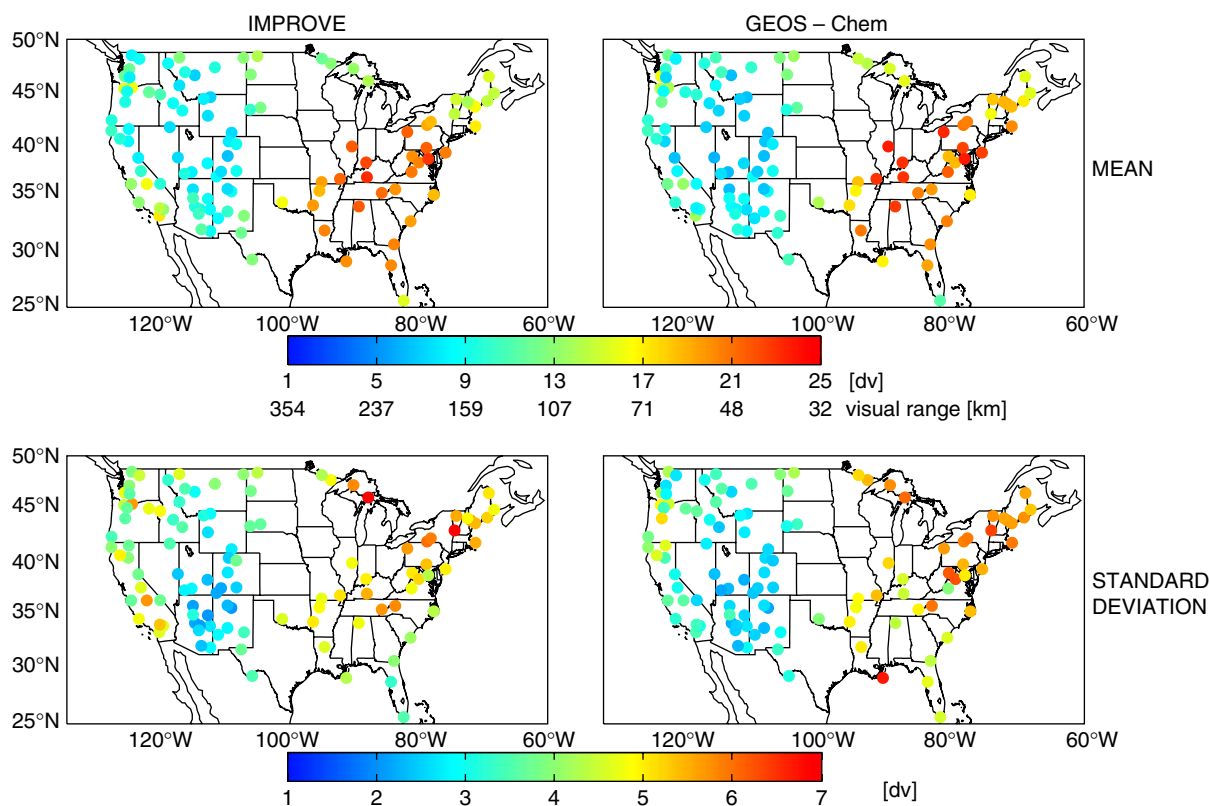 IMPROVE
GEOS – Chem
50°N
45°N
40°N
35°N
30°N
25°N
MEAN
120°W 100°W 80°W 60°W
120°W 100°W 80°W 60°W
1 5 9 13 17 21 25 [dv]
354 237 159 107 71 48 32 visual range [km]
50°N
45°N
40°N
35°N
30°N
25°N
STANDARD
DEVIATION
120°W 100°W 80°W 60°W
120°W 100°W 80°W 60°W
1 2 3 4 5 6 7 [dv]